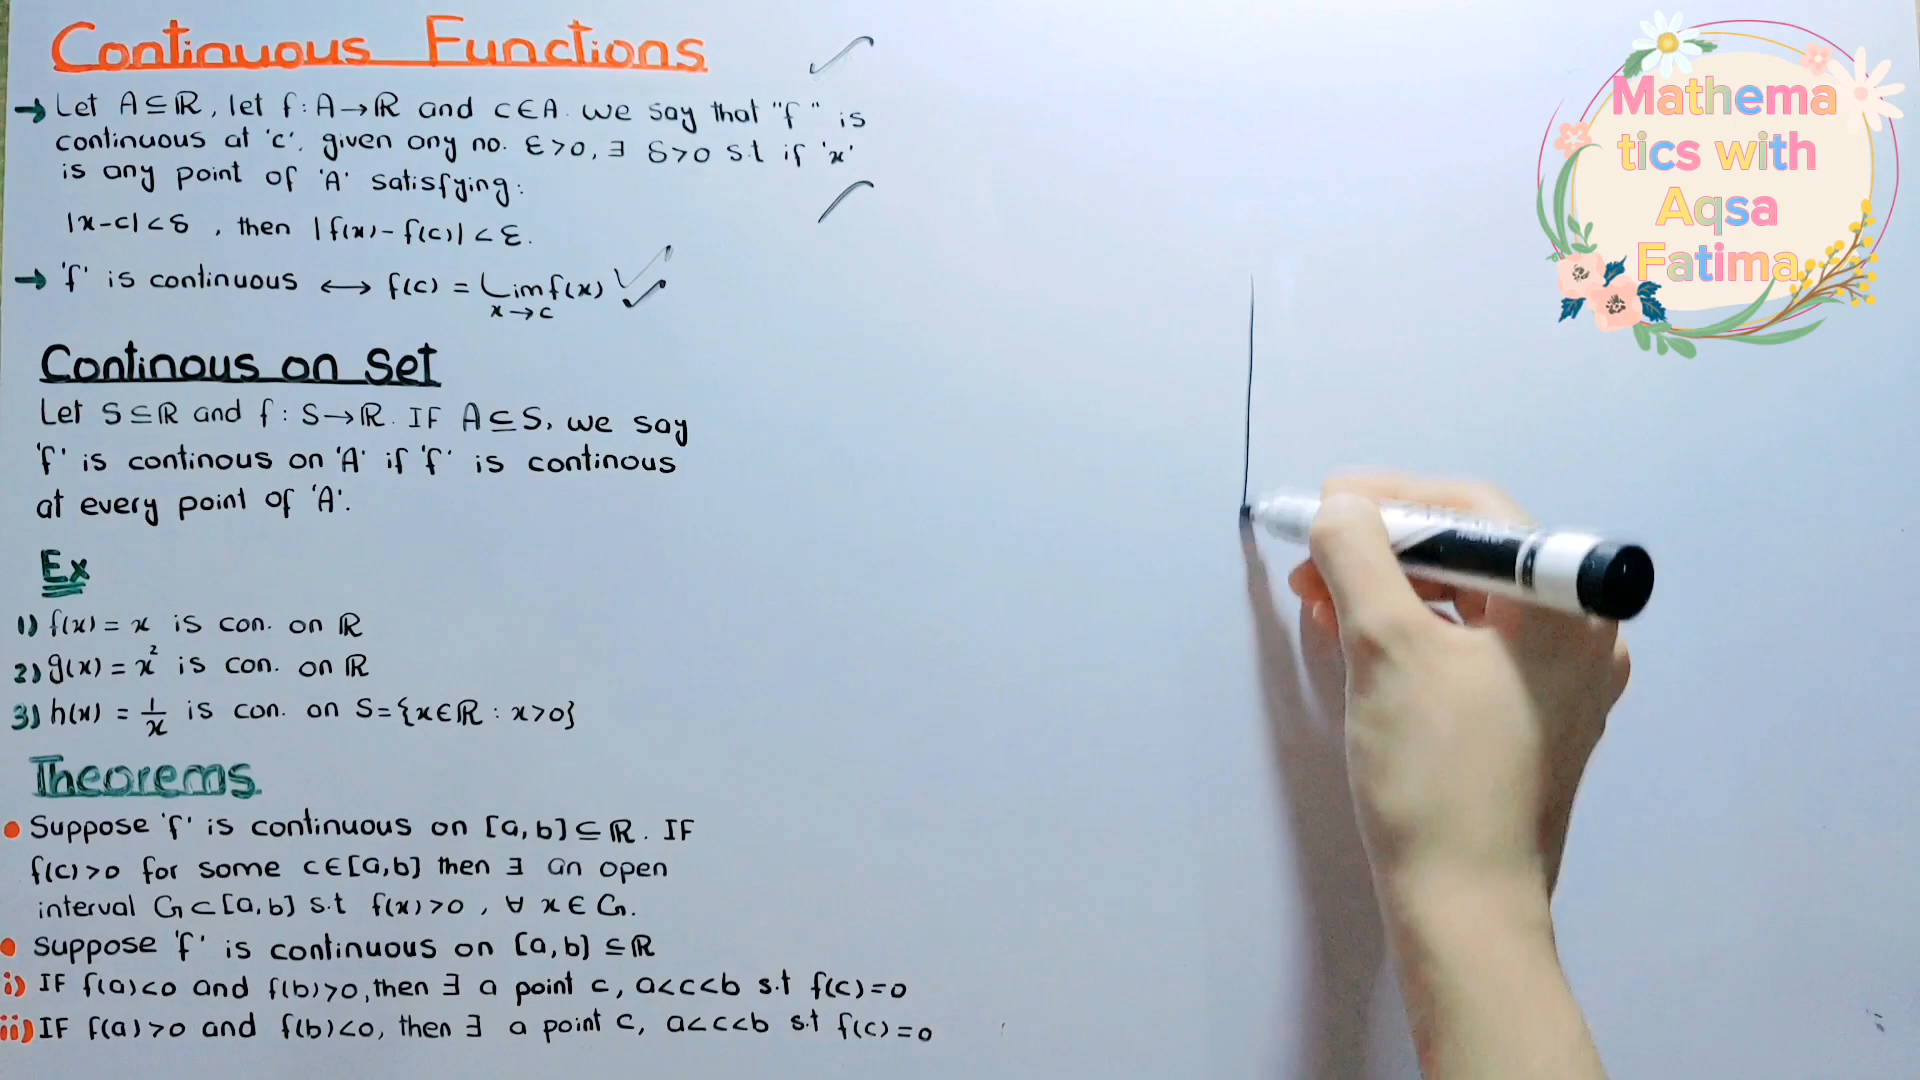 Continuous Functions
→ Let A⊆ℝ, let f:A→ℝ and c∈A. we say that "f" is
continuous at 'c', given any no. ε>0, ∃ δ>0 s.t if 'x'
is any point of 'A' satisfying:
|x-c|<δ , then |f(x)-f(c)|<ε.
→ 'f' is continuous ⟷ f(c) = Lim f(x)
x→c
Continous on Set
Let S⊆ℝ and f: S→ℝ. IF A⊆S, we say
'f' is continous on 'A' if 'f' is continous
at every point of 'A'.
Ex
1) f(x) = x is con. on ℝ
2) g(x) = x² is con. on ℝ
3) h(x) = 1/x is con. on S={x∈ℝ : x>0}
Theorems
• Suppose 'f' is continuous on [a,b]⊆ℝ. IF
f(c)>0 for some c∈[a,b] then ∃ an open
interval G⊂[a,b] s.t f(x)>0, ∀ x∈G.
• Suppose 'f' is continuous on [a,b] ⊆ℝ
i) IF f(a)<0 and f(b)>0, then ∃ a point c, a<c<b s.t f(c)=0
ii) IF f(a)>0 and f(b)<0, then ∃ a point c, a<c<b s.t f(c)=0
Mathema
tics with
Aqsa
Fatima